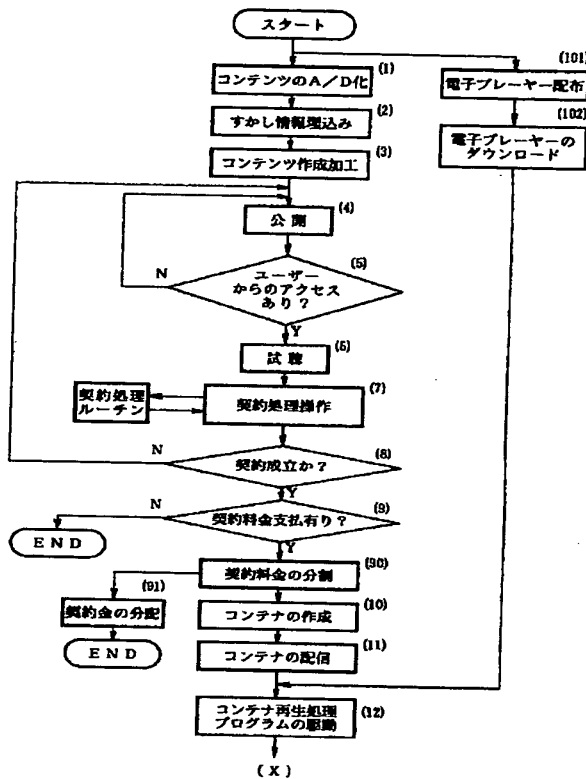 スタート
(101)
(1)
コンテンツのA／D化
電子プレーヤー配布
(2)
(102)
すかし情報埋込み
電子プレーヤーの
ダウンロード
(3)
コンテンツ作成加工
(4)
公開
(5)
N
ユーザー
からのアクセス
あり？
Y
(6)
試聴
(7)
契約処理
ルーチン
契約処理操作
(8)
N
契約成立か？
Y
(9)
N
契約料金支払有り？
Y
END
(90)
契約料金の分割
(91)
契約金の分配
(10)
コンテナの作成
END
(11)
コンテナの配信
(12)
コンテナ再生処理
プログラムの駆動
(X)